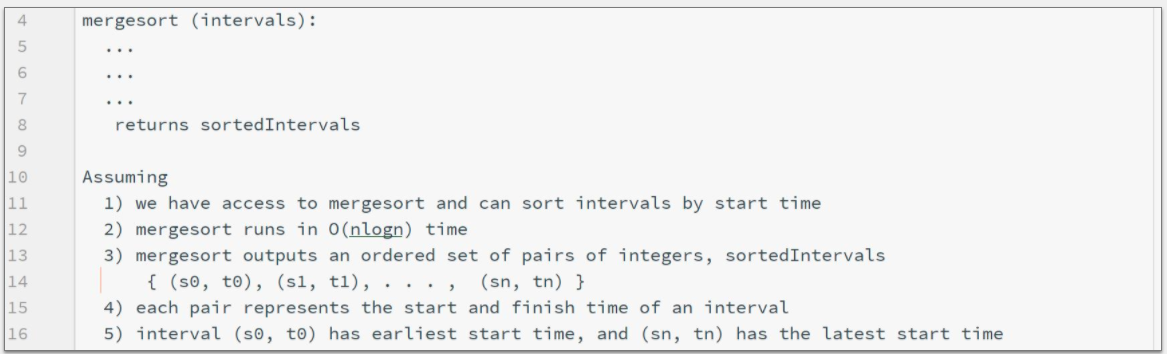 4 mergesort (intervals):
5 ...
6 ...
7 ...
8 returns sortedIntervals
9
10 Assuming
11 1) we have access to mergesort and can sort intervals by start time
12 2) mergesort runs in O(nlogn) time
13 3) mergesort outputs an ordered set of pairs of integers, sortedIntervals
14 { (s0, t0), (s1, t1), . . . , (sn, tn) }
15 4) each pair represents the start and finish time of an interval
16 5) interval (s0, t0) has earliest start time, and (sn, tn) has the latest start time